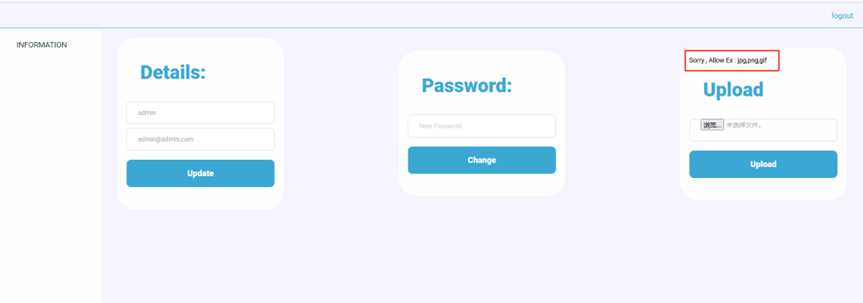 logout
INFORMATION
Details:
admin
admin@admin.com
Update
Password:
New Password
Change
Sorry , Allow Ex : jpg,png,gif
Upload
浏览... 未选择文件。
Upload